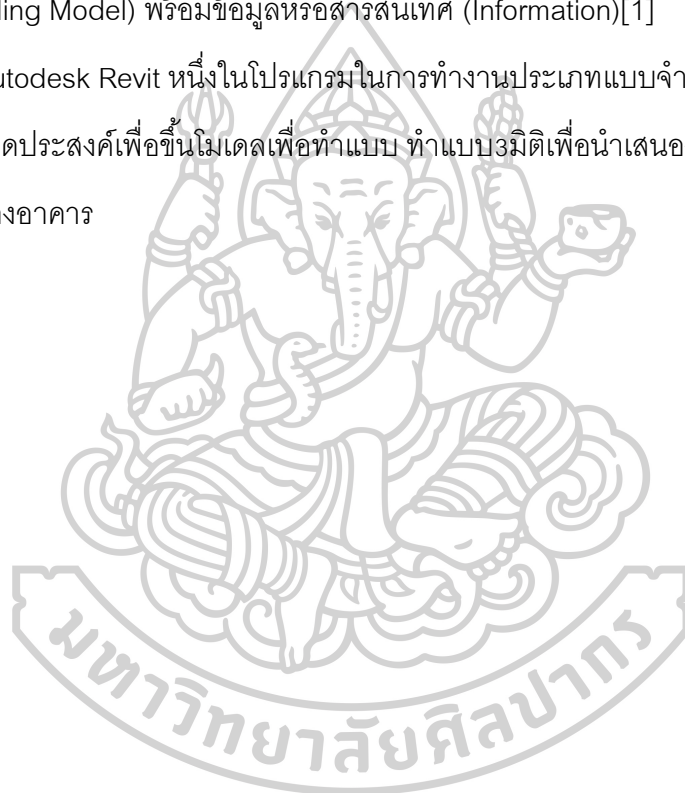 ding Model) พร้อมข้อมูลหรือสารสนเทศ (Information)[1]
utodesk Revit หนึ่งในโปรแกรมในการทำงานประเภทแบบจำ
ดประสงค์เพื่อขึ้นโมเดลเพื่อทำแบบ ทำแบบ3มิติเพื่อนำเสนอ
งอาคาร
มหาวิทยาลัยศิลปากร